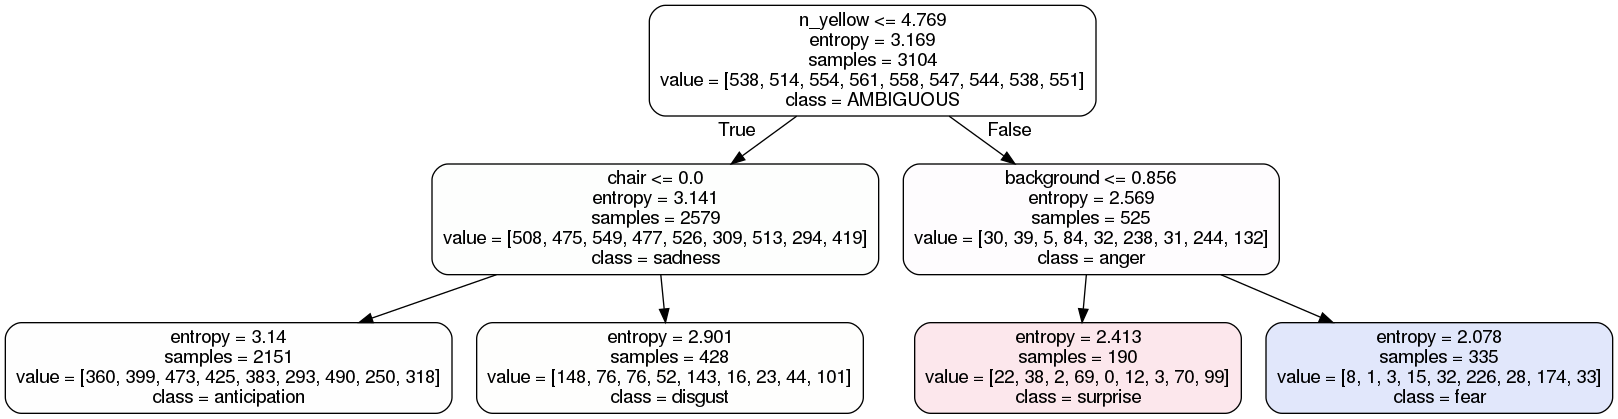 n_yellow <= 4.769
entropy = 3.169
samples = 3104
value = [538, 514, 554, 561, 558, 547, 544, 538, 551]
class = AMBIGUOUS
True
False
chair <= 0.0
entropy = 3.141
samples = 2579
value = [508, 475, 549, 477, 526, 309, 513, 294, 419]
class = sadness
background <= 0.856
entropy = 2.569
samples = 525
value = [30, 39, 5, 84, 32, 238, 31, 244, 132]
class = anger
entropy = 3.14
samples = 2151
value = [360, 399, 473, 425, 383, 293, 490, 250, 318]
class = anticipation
entropy = 2.901
samples = 428
value = [148, 76, 76, 52, 143, 16, 23, 44, 101]
class = disgust
entropy = 2.413
samples = 190
value = [22, 38, 2, 69, 0, 12, 3, 70, 99]
class = surprise
entropy = 2.078
samples = 335
value = [8, 1, 3, 15, 32, 226, 28, 174, 33]
class = fear